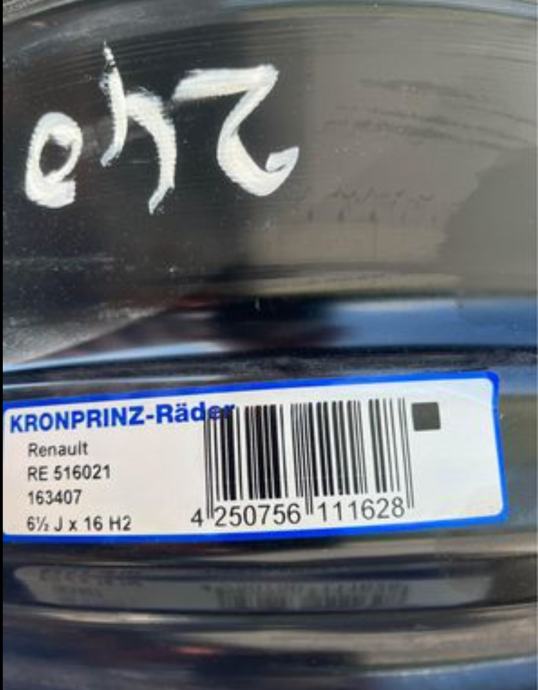 240
KRONPRINZ-Räder
Renault
RE 516021
163407
6½ J x 16 H2
4 250756 111628